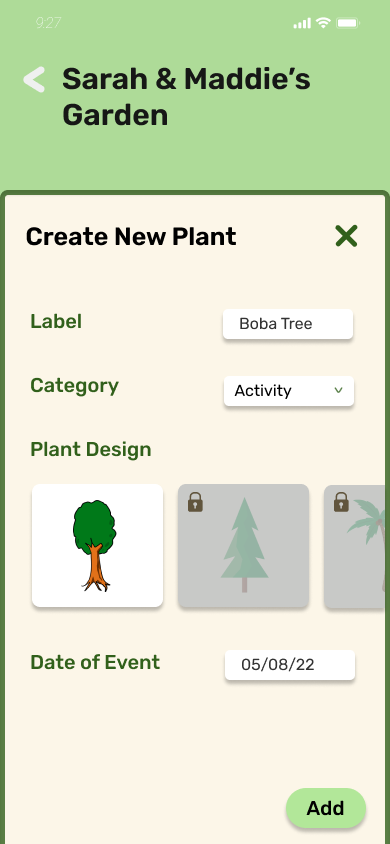 9:27
Sarah & Maddie’s
Garden
Create New Plant
Label
Boba Tree
Category
Activity
Plant Design
Date of Event
05/08/22
Add